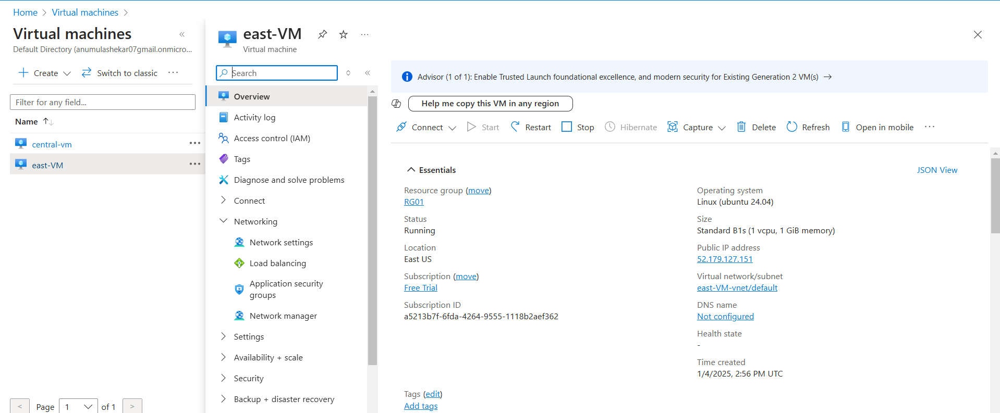 Home > Virtual machines >
Virtual machines «
Default Directory (anumulashekar07gmail.onmicro...
+ Create Switch to classic ...
Filter for any field...
Name ↑↓
central-vm ...
east-VM ...
< Page 1 of 1 >
east-VM ...
Virtual machine
Search «
Overview
Activity log
Access control (IAM)
Tags
Diagnose and solve problems
> Connect
Networking
Network settings
Load balancing
Application security
groups
Network manager
> Settings
> Availability + scale
> Security
> Backup + disaster recovery
Advisor (1 of 1): Enable Trusted Launch foundational excellence, and modern security for Existing Generation 2 VM(s) →
Help me copy this VM in any region
Connect Start Restart Stop Hibernate Capture Delete Refresh Open in mobile ...
Essentials
JSON View
Resource group (move)
RG01
Status
Running
Location
East US
Subscription (move)
Free Trial
Subscription ID
a5213b7f-6fda-4264-9555-1118b2aef362
Operating system
Linux (ubuntu 24.04)
Size
Standard B1s (1 vcpu, 1 GiB memory)
Public IP address
52.179.127.151
Virtual network/subnet
east-VM-vnet/default
DNS name
Not configured
Health state
-
Time created
1/4/2025, 2:56 PM UTC
Tags (edit)
Add tags